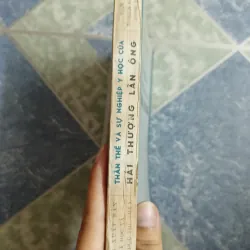 THÂN THẾ VÀ SỰ NGHIỆP Y HỌC CỦA
HẢI THƯỢNG LÃN ÔNG